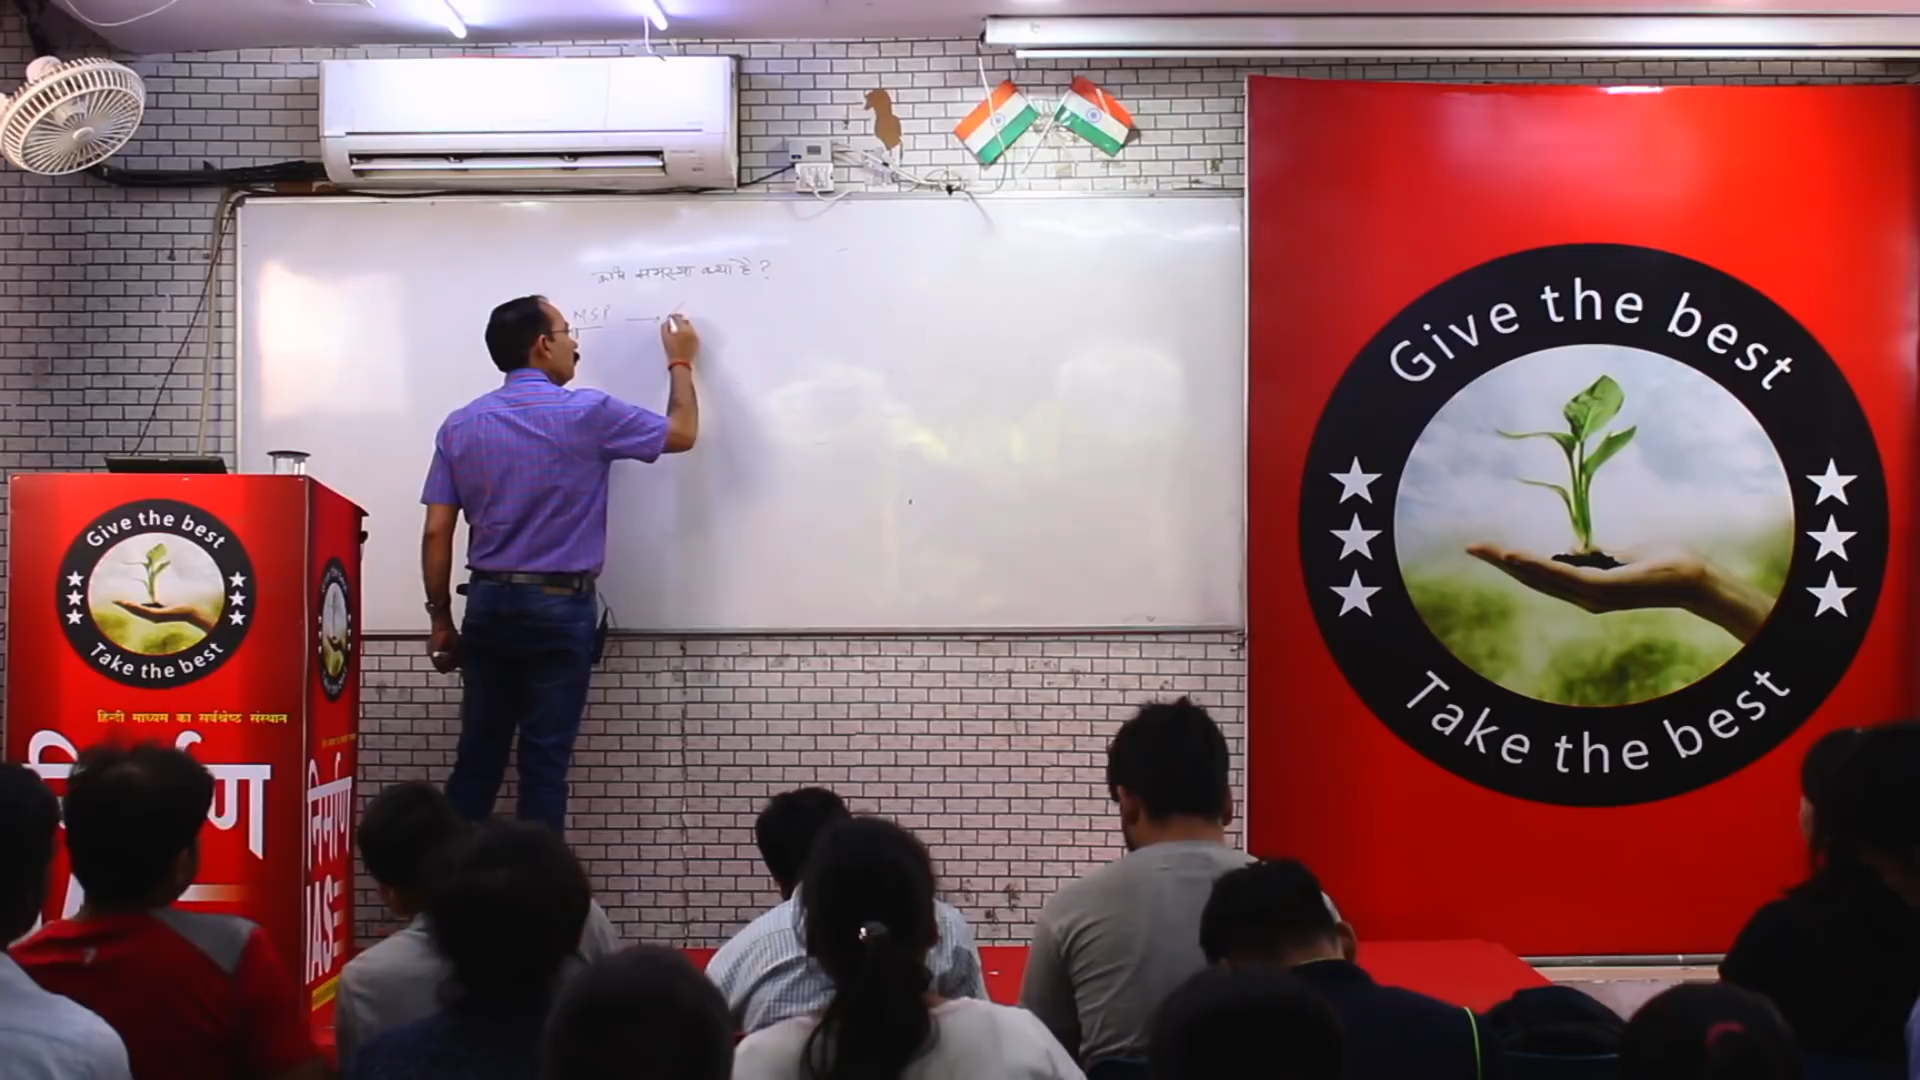 समस्या क्या है?
MSP →
Give the best
Take the best
Give the best
Take the best
हिन्दी माध्यम का सर्वश्रेष्ठ संस्थान
निर्माण
IAS